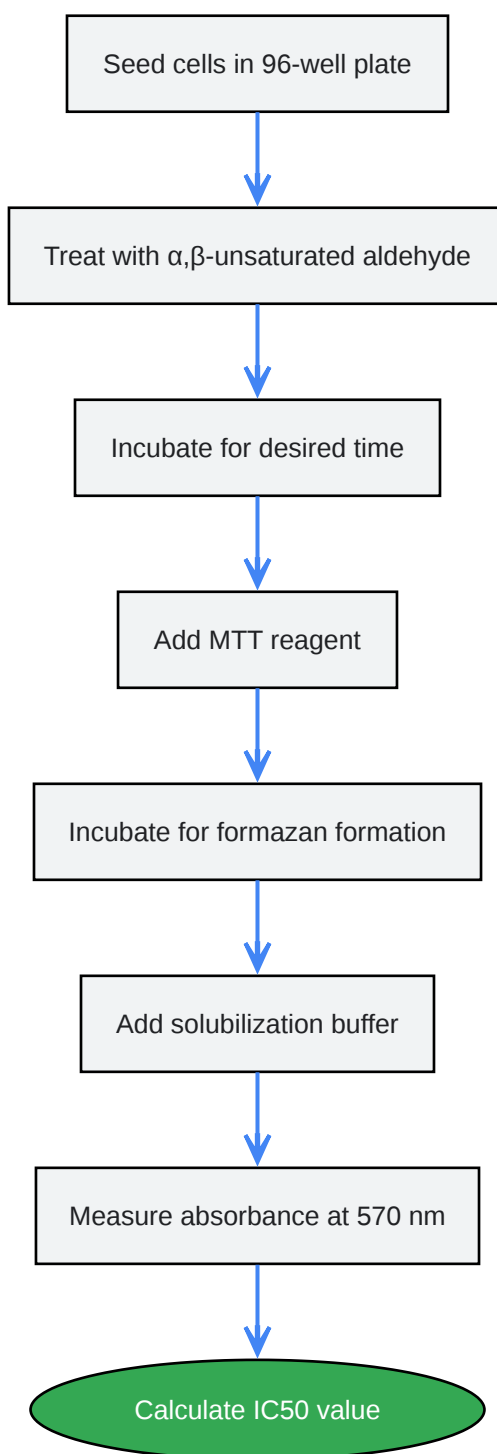 Seed cells in 96-well plate
Treat with α,β-unsaturated aldehyde
Incubate for desired time
Add MTT reagent
Incubate for formazan formation
Add solubilization buffer
Measure absorbance at 570 nm
Calculate IC50 value